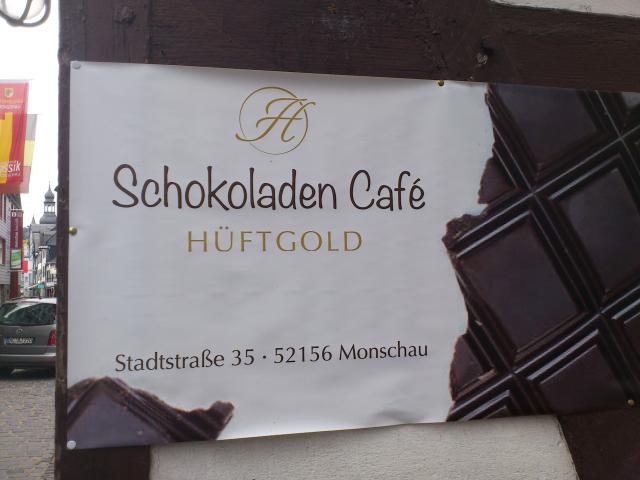 H
Schokoladen Café
HÜFTGOLD
Stadtstraße 35 · 52156 Monschau